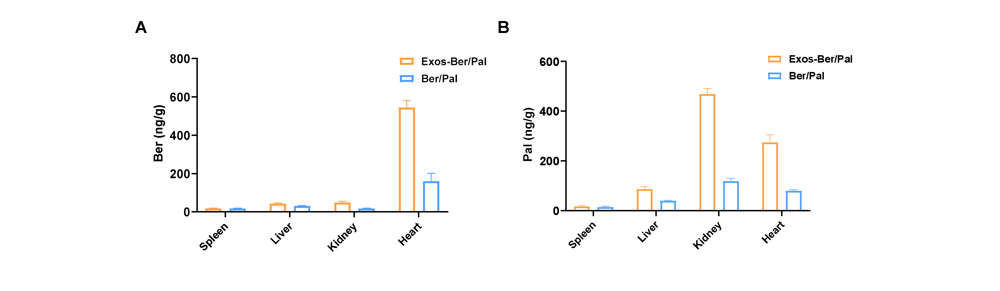 A
Ber (ng/g)
800
600
400
200
0
Exos-Ber/Pal
Ber/Pal
Spleen
Liver
Kidney
Heart
B
Pal (ng/g)
600
400
200
0
Exos-Ber/Pal
Ber/Pal
Spleen
Liver
Kidney
Heart